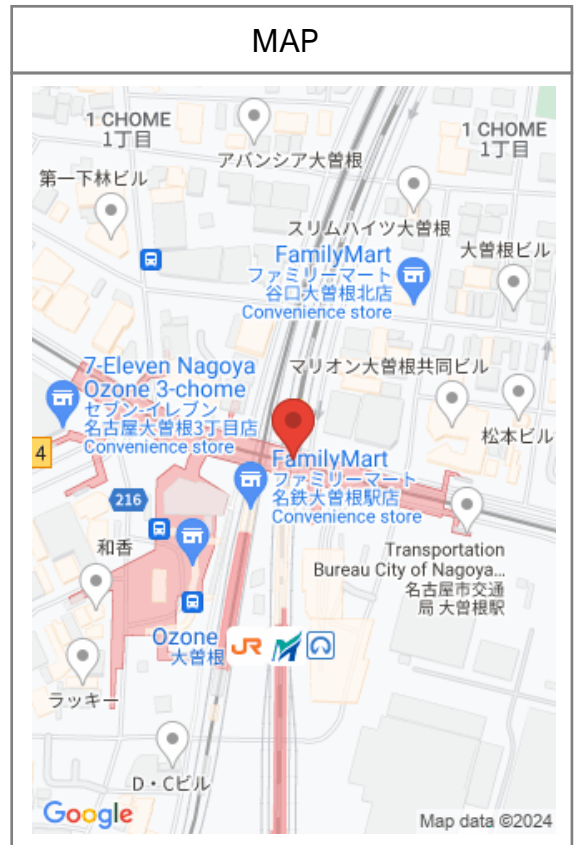 MAP
1 CHOME
1丁目
アバンシア大曽根
1 CHOME
1丁目
第一下林ビル
スリムハイツ大曽根
FamilyMart
ファミリーマート
谷口大曽根北店
Convenience store
大曽根ビル
7-Eleven Nagoya
Ozone 3-chome
セブン-イレブン
名古屋大曽根3丁目店
Convenience store
マリオン大曽根共同ビル
松本ビル
4
FamilyMart
ファミリーマート
名鉄大曽根駅店
Convenience store
216
和香
Transportation
Bureau City of Nagoya...
名古屋市交通
局 大曽根駅
Ozone
大曽根
JR
ラッキー
D・Cビル
Google
Map data ©2024